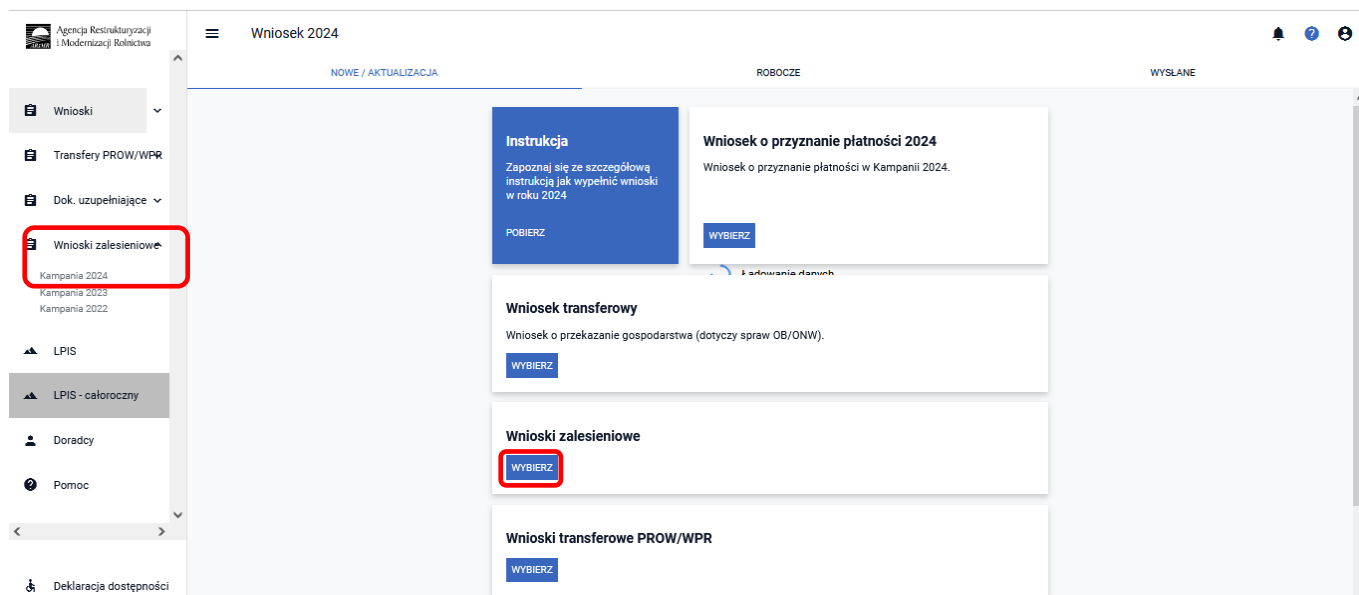 Agencja Restrukturyzacji
i Modernizacji Rolnictwa
ARiMR
Wnioski
Transfery PROW/WPR
Dok. uzupełniające
Wnioski zalesieniowe
Kampania 2024
Kampania 2023
Kampania 2022
LPIS
LPIS - całoroczny
Doradcy
Pomoc
Deklaracja dostępności
Wniosek 2024
NOWE / AKTUALIZACJA
ROBOCZE
WYSŁANE
Instrukcja
Zapoznaj się ze szczegółową
instrukcją jak wypełnić wnioski
w roku 2024
POBIERZ
Wniosek o przyznanie płatności 2024
Wniosek o przyznanie płatności w Kampanii 2024.
WYBIERZ
Ładowanie danych
Wniosek transferowy
Wniosek o przekazanie gospodarstwa (dotyczy spraw OB/ONW).
WYBIERZ
Wnioski zalesieniowe
WYBIERZ
Wnioski transferowe PROW/WPR
WYBIERZ